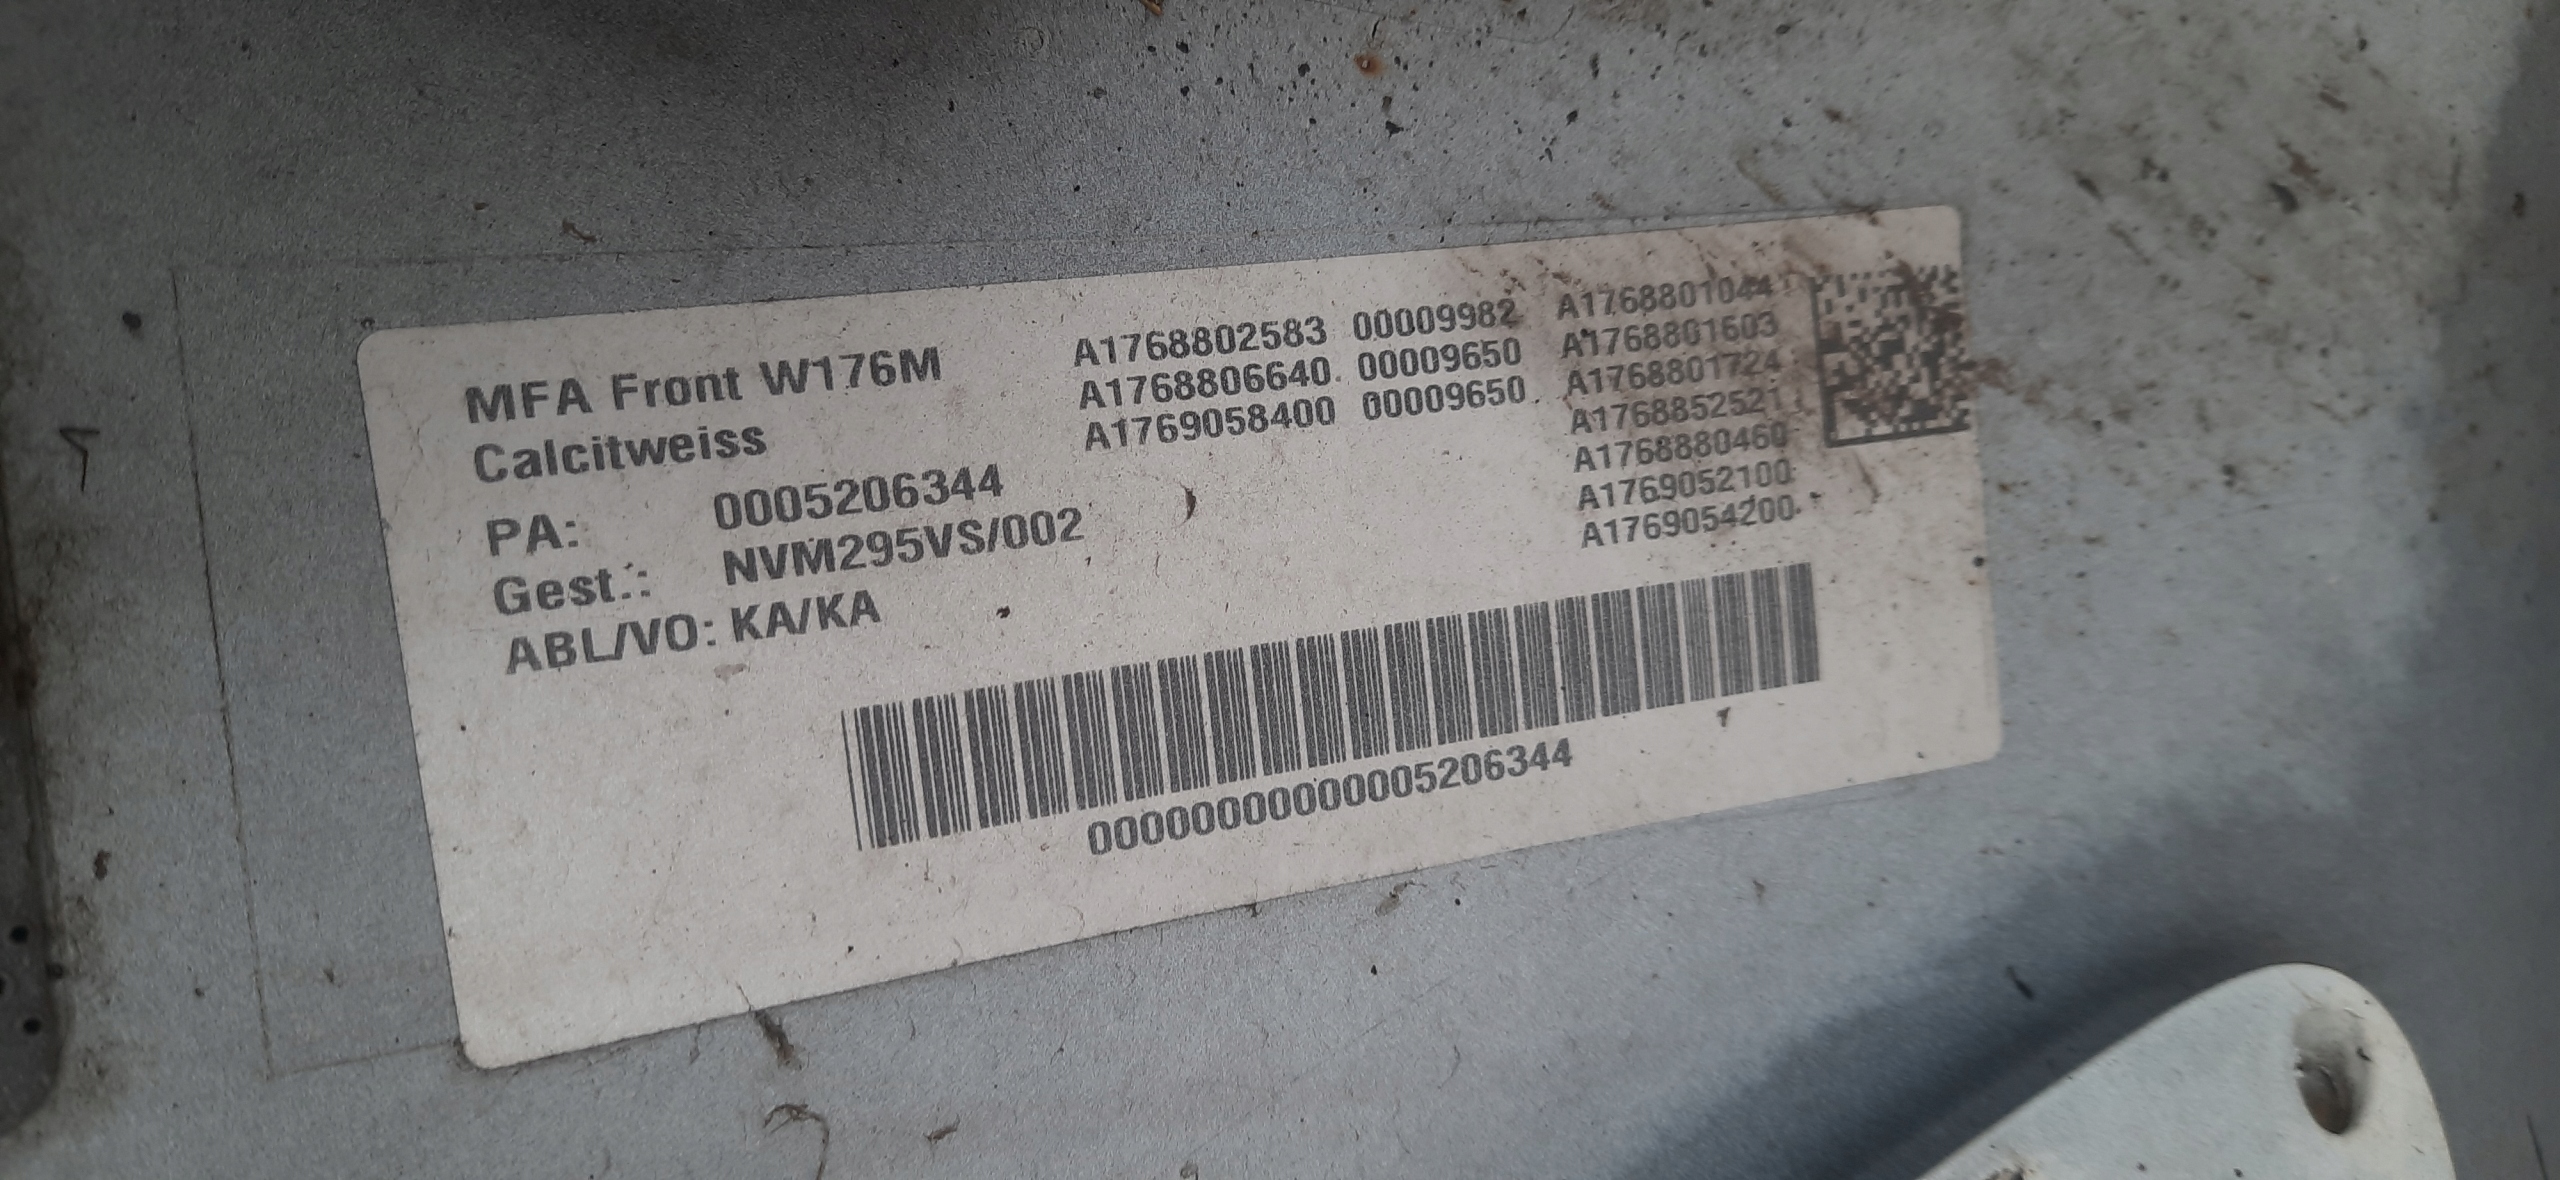 MFA Front W176M
Calcitweiss
PA: 0005206344
Gest.: NVM295VS/002
ABL/VO: KA/KA
A1768802583 00009982
A1768806640 00009650
A1769058400 00009650
A1768801044
A1768801603
A1768801724
A1768852521
A1768880460
A1769052100
A1769054200
0000000000005206344